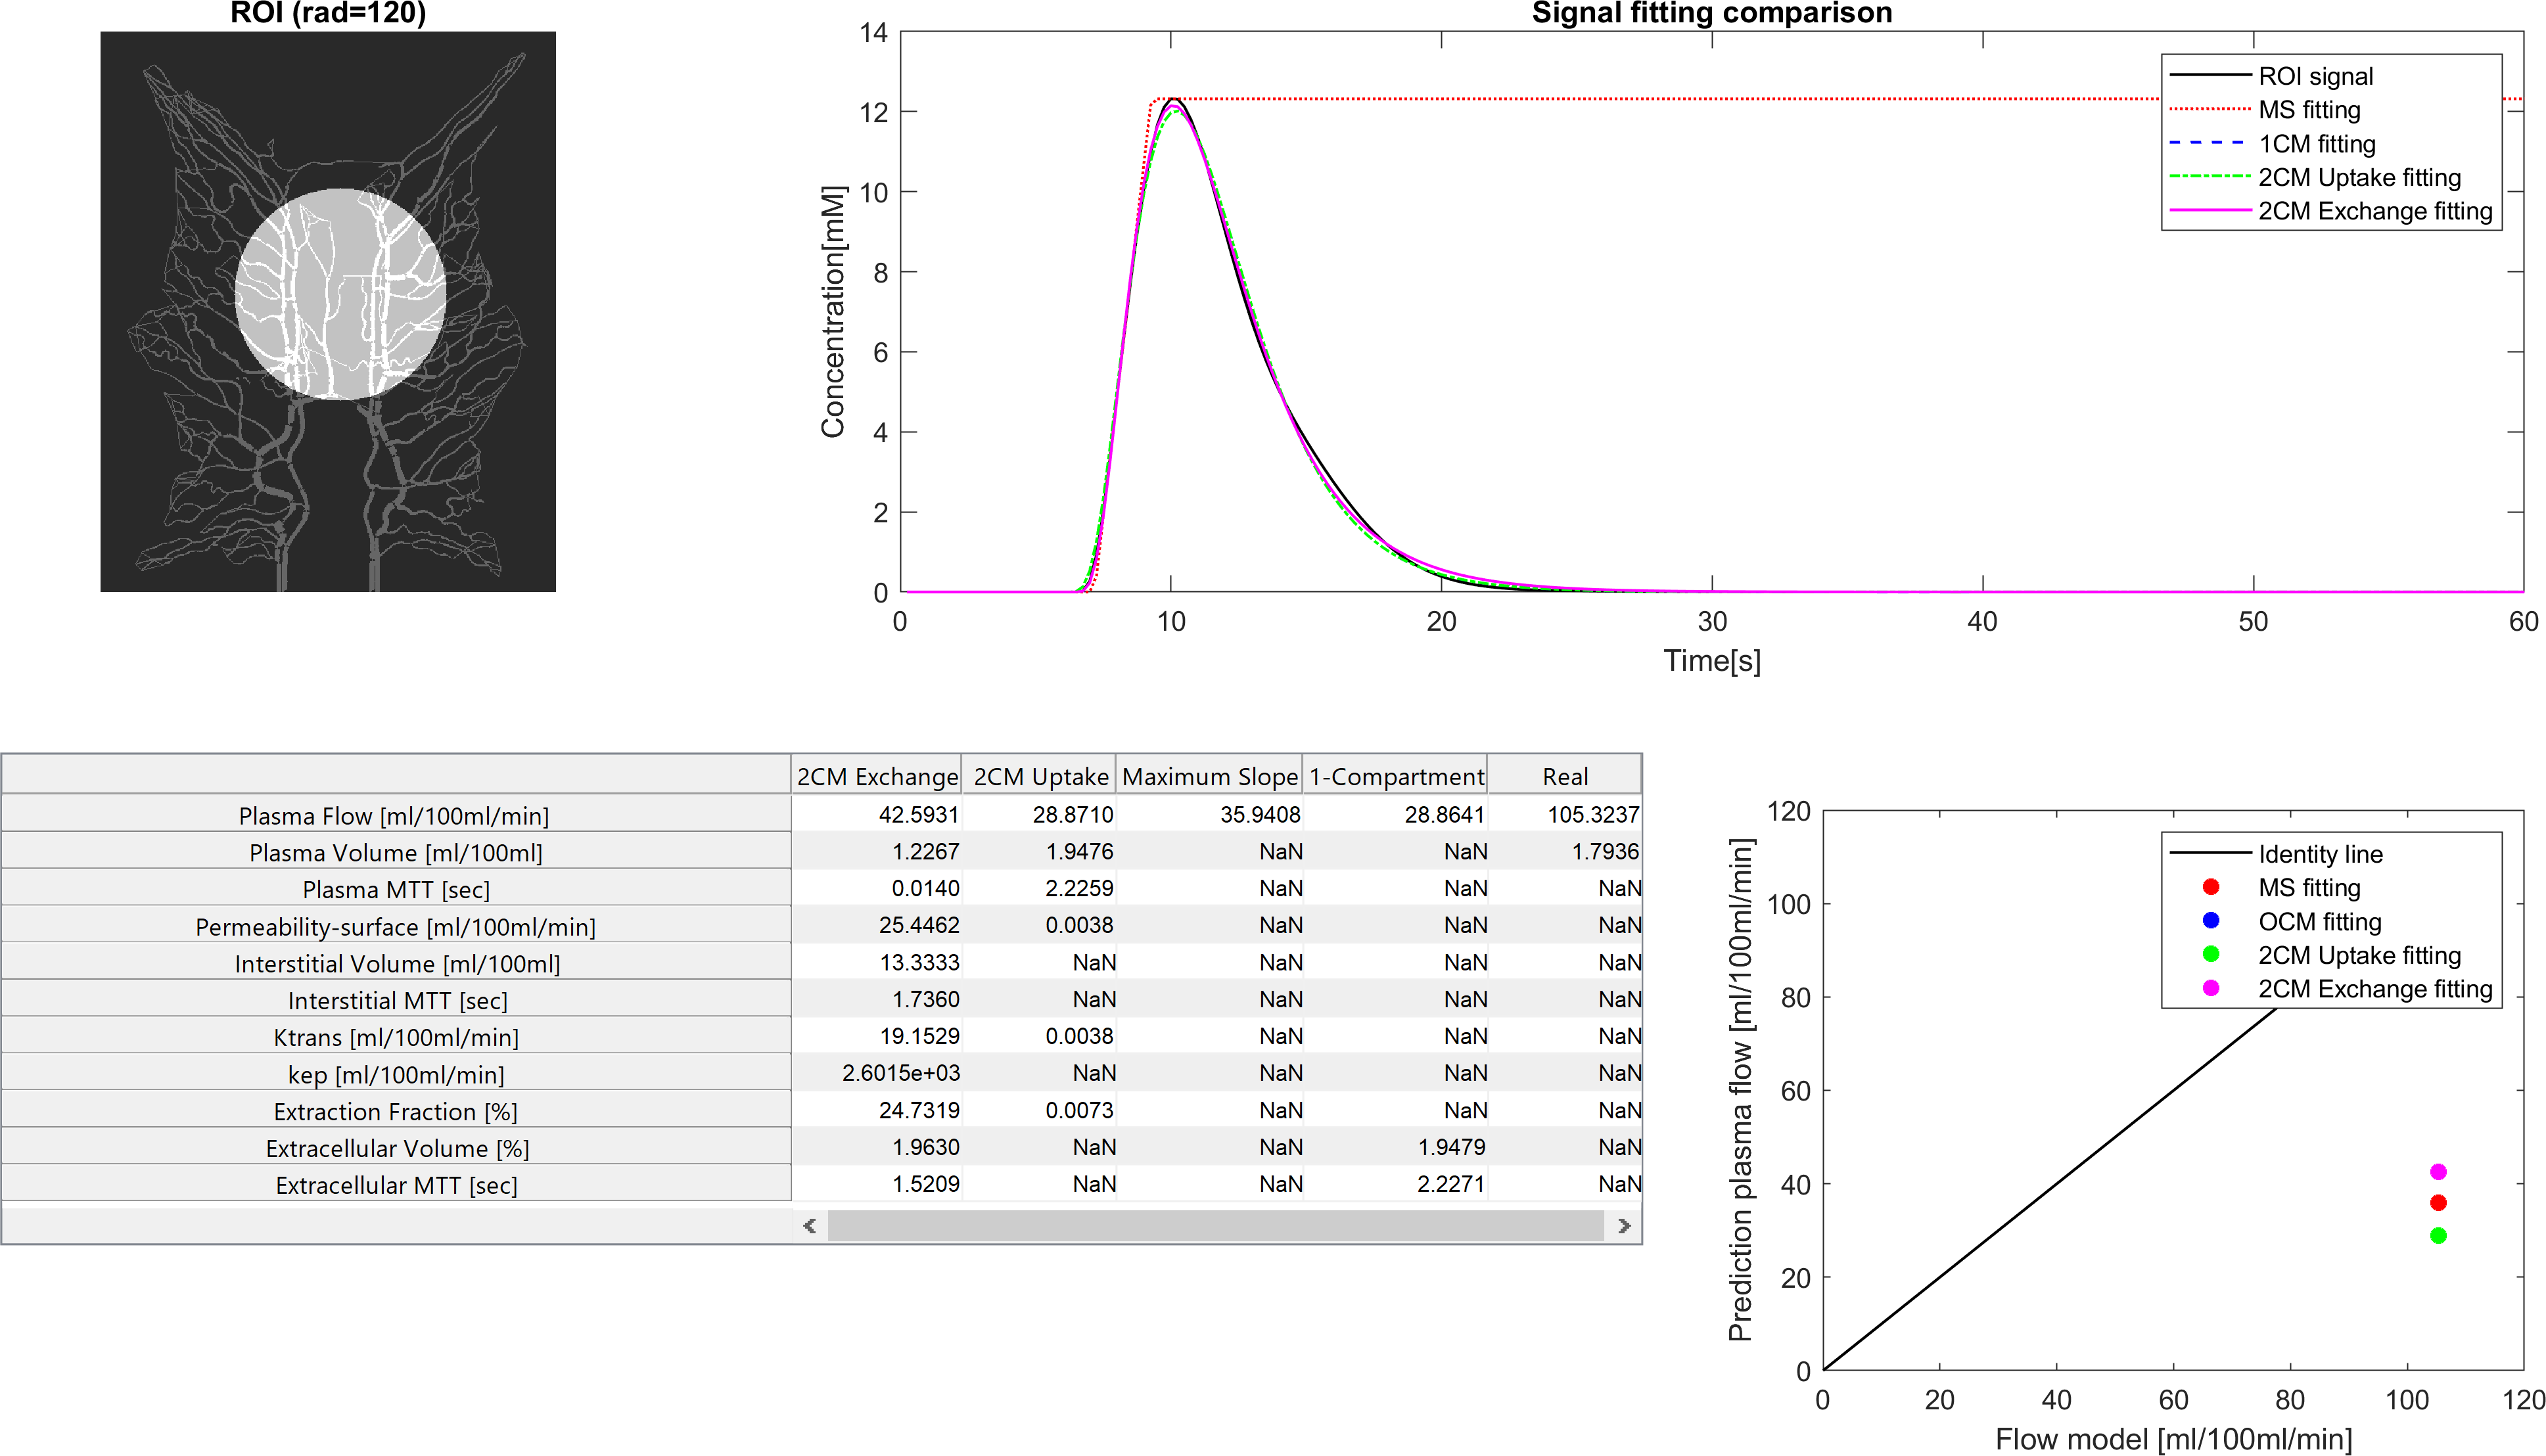 ROI (rad=120)
Signal fitting comparison
14
12
10
8
6
4
2
0
Concentration[mM]
0 10 20 30 40 50 60
Time[s]
ROI signal
MS fitting
1CM fitting
2CM Uptake fitting
2CM Exchange fitting
2CM Exchange 2CM Uptake Maximum Slope 1-Compartment Real
Plasma Flow [ml/100ml/min] 42.5931 28.8710 35.9408 28.8641 105.3237
Plasma Volume [ml/100ml] 1.2267 1.9476 NaN NaN 1.7936
Plasma MTT [sec] 0.0140 2.2259 NaN NaN NaN
Permeability-surface [ml/100ml/min] 25.4462 0.0038 NaN NaN NaN
Interstitial Volume [ml/100ml] 13.3333 NaN NaN NaN NaN
Interstitial MTT [sec] 1.7360 NaN NaN NaN NaN
Ktrans [ml/100ml/min] 19.1529 0.0038 NaN NaN NaN
kep [ml/100ml/min] 2.6015e+03 NaN NaN NaN NaN
Extraction Fraction [%] 24.7319 0.0073 NaN NaN NaN
Extracellular Volume [%] 1.9630 NaN NaN 1.9479 NaN
Extracellular MTT [sec] 1.5209 NaN NaN 2.2271 NaN
120
100
80
60
40
20
0
Prediction plasma flow [ml/100ml/min]
0 20 40 60 80 100 120
Flow model [ml/100ml/min]
Identity line
MS fitting
OCM fitting
2CM Uptake fitting
2CM Exchange fitting